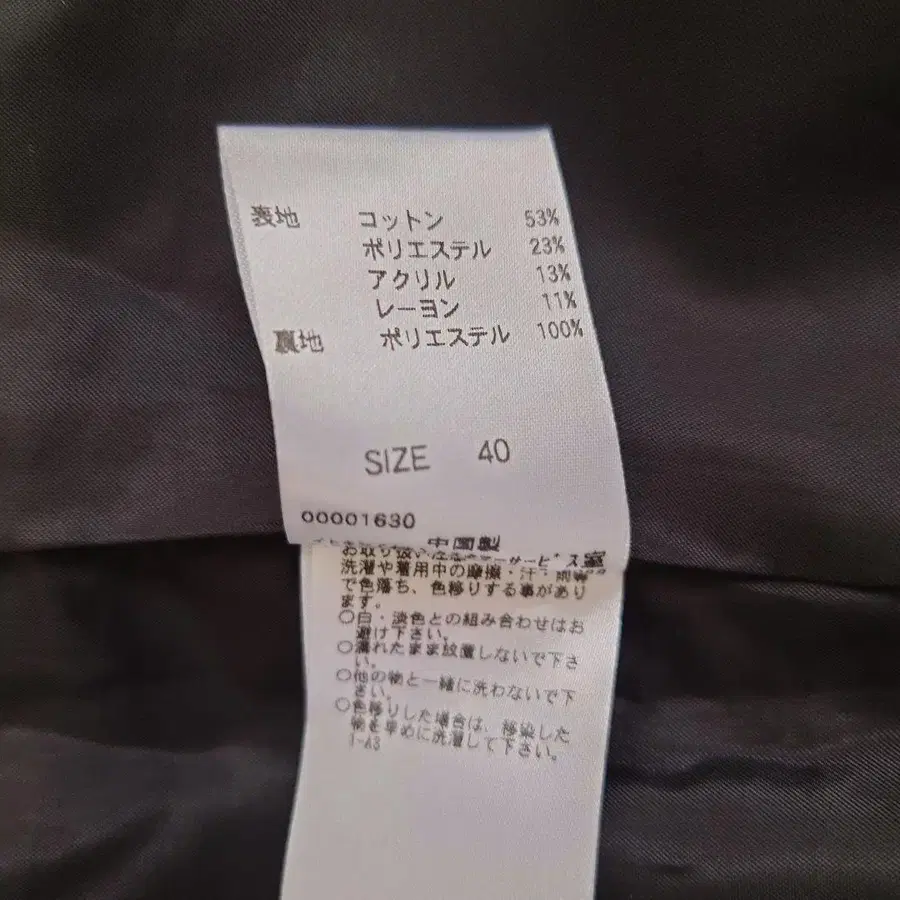 表地 コットン 53%
ポリエステル 23%
アクリル 13%
レーヨン 11%
裏地 ポリエステル 100%
SIZE 40
00001630
中国製
お取り扱い
洗濯や着用中の摩擦・汗・雨等
で色落ち、色移りする事があり
ます。
○白・淡色との組み合わせはお
避け下さい。
○濡れたまま放置しないで下さ
い。
○他の物と一緒に洗わないで下
さい。
○色移りした場合は、移染した
物を早めに洗濯して下さい。
1-63